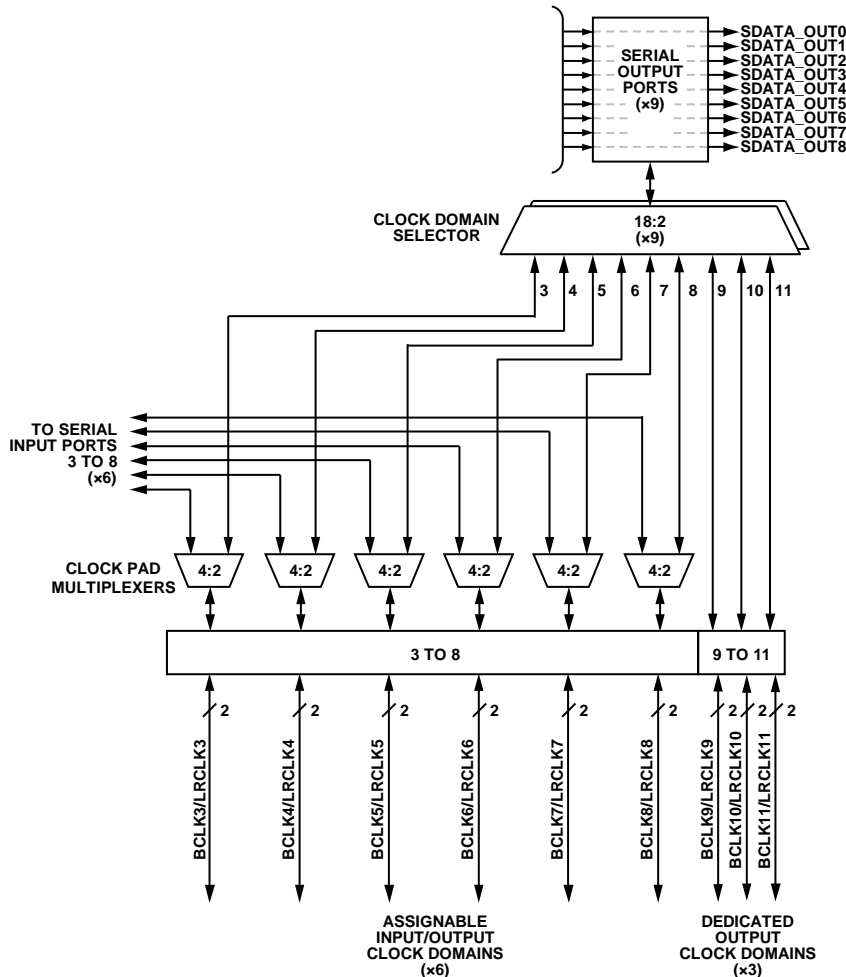 SDATA_OUT0
SDATA_OUT1
SDATA_OUT2
SDATA_OUT3
SDATA_OUT4
SDATA_OUT5
SDATA_OUT6
SDATA_OUT7
SDATA_OUT8
SERIAL
OUTPUT
PORTS
(×9)
CLOCK DOMAIN
SELECTOR
18:2
(×9)
3 4 5 6 7 8 9 10 11
TO SERIAL
INPUT PORTS
3 TO 8
(×6)
CLOCK PAD
MULTIPLEXERS
4:2 4:2 4:2 4:2 4:2 4:2
3 TO 8 9 TO 11
2 2 2 2 2 2 2 2 2
BCLK3/LRCLK3
BCLK4/LRCLK4
BCLK5/LRCLK5
BCLK6/LRCLK6
BCLK7/LRCLK7
BCLK8/LRCLK8
BCLK9/LRCLK9
BCLK10/LRCLK10
BCLK11/LRCLK11
ASSIGNABLE
INPUT/OUTPUT
CLOCK DOMAINS
(×6)
DEDICATED
OUTPUT
CLOCK DOMAINS
(×3)